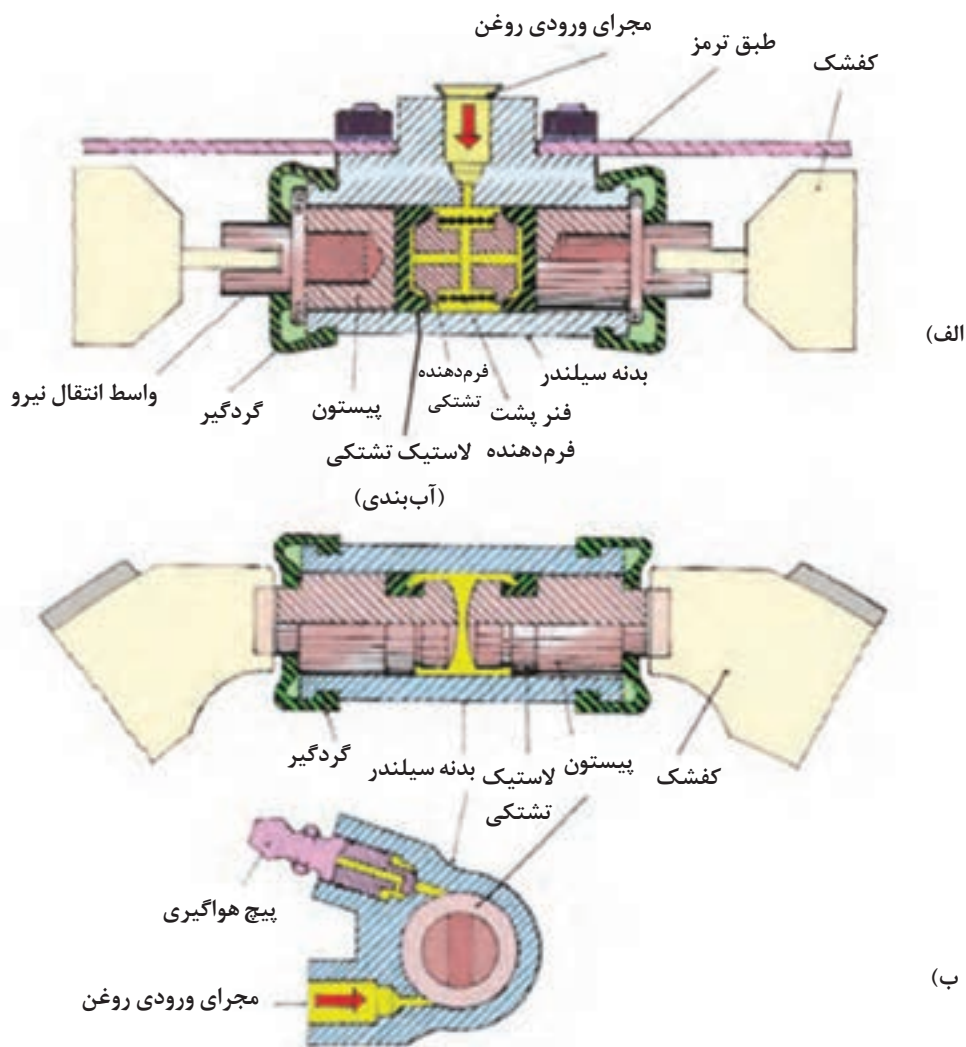 مجرای ورودی روغن
طبق ترمز
کفشک
الف)
بدنه سیلندر
فرم‌دهنده
تشتکی
فنر پشت
فرم‌دهنده
لاستیک تشتکی
(آب‌بندی)
پیستون
گردگیر
واسط انتقال نیرو
کفشک
پیستون
لاستیک
تشتکی
بدنه سیلندر
گردگیر
پیچ هواگیری
مجرای ورودی روغن
ب)